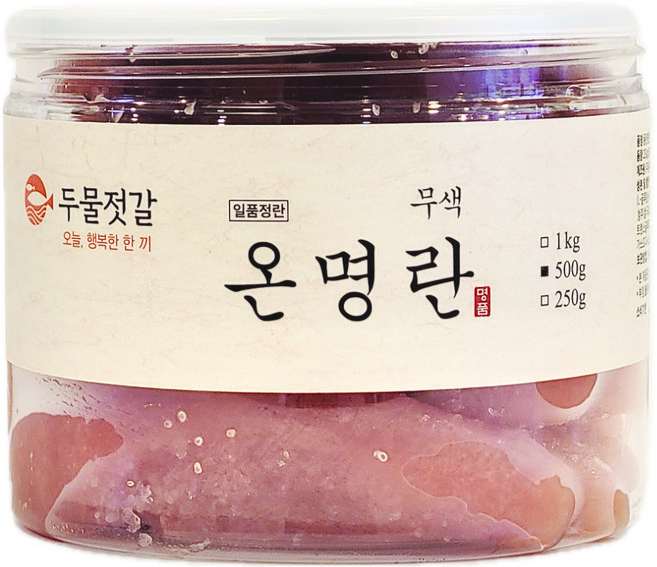 두물젓갈
오늘, 행복한 한 끼
일품정란
무색
온명란
명품
□ 1kg
■ 500g
□ 250g